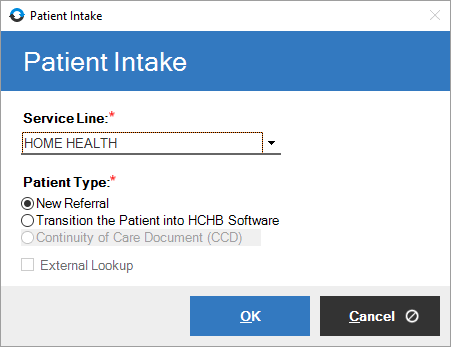 Patient Intake
Patient Intake
Service Line:*
HOME HEALTH
Patient Type:*
New Referral
Transition the Patient into HCHB Software
Continuity of Care Document (CCD)
External Lookup
OK
Cancel